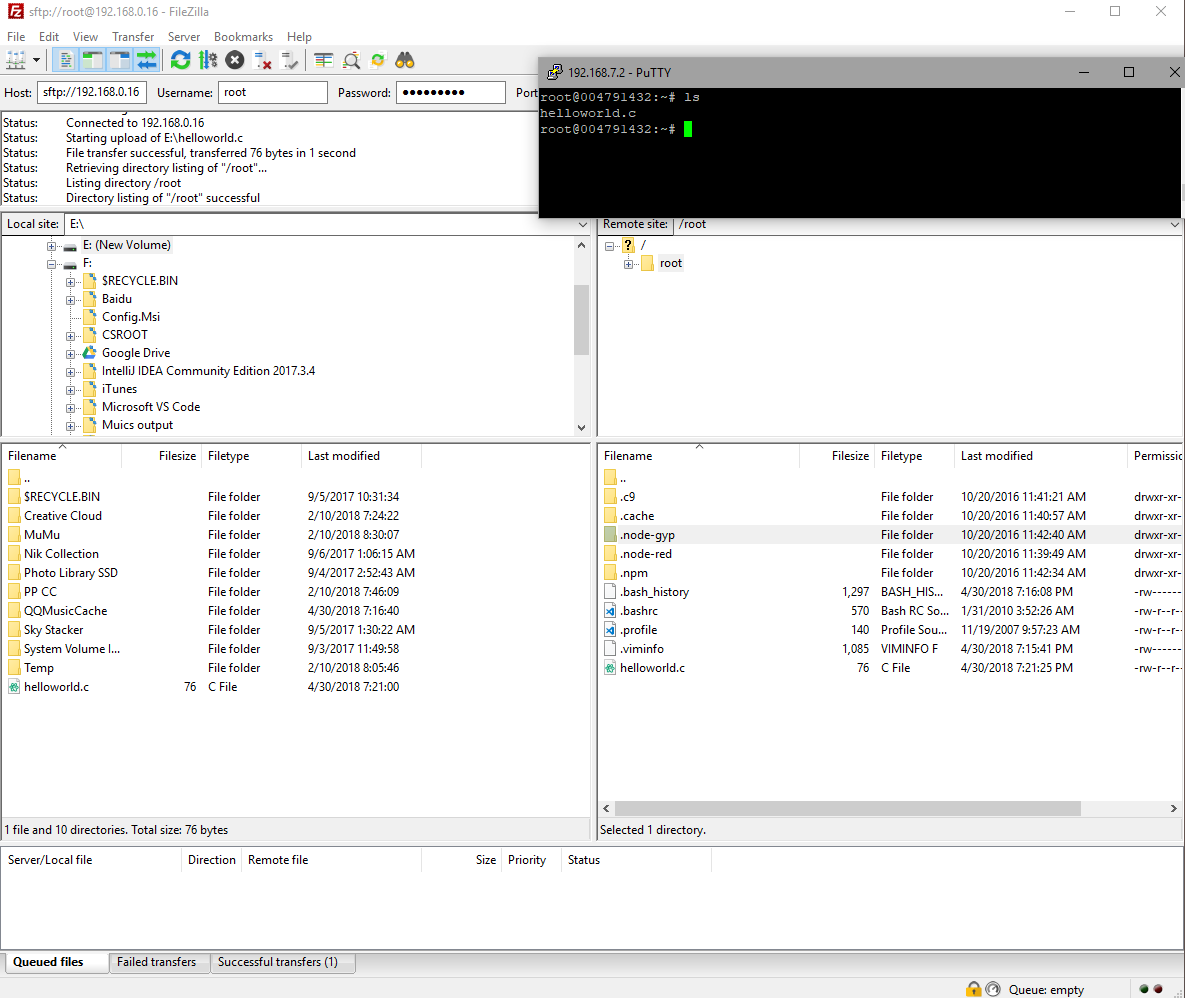 sftp://root@192.168.0.16 - FileZilla
File Edit View Transfer Server Bookmarks Help
Host: sftp://192.168.0.16 Username: root Password: ●●●●●●●●● Port
192.168.7.2 - PuTTY
root@004791432:~# ls
helloworld.c
root@004791432:~#
Status: Connected to 192.168.0.16
Status: Starting upload of E:\helloworld.c
Status: File transfer successful, transferred 76 bytes in 1 second
Status: Retrieving directory listing of "/root"...
Status: Listing directory /root
Status: Directory listing of "/root" successful
Local site: E:\
E: (New Volume)
F:
$RECYCLE.BIN
Baidu
Config.Msi
CSROOT
Google Drive
IntelliJ IDEA Community Edition 2017.3.4
iTunes
Microsoft VS Code
Muics output
Remote site: /root
? /
root
Filename Filesize Filetype Last modified
..
$RECYCLE.BIN File folder 9/5/2017 10:31:34
Creative Cloud File folder 2/10/2018 7:24:22
MuMu File folder 2/10/2018 8:30:07
Nik Collection File folder 9/6/2017 1:06:15 AM
Photo Library SSD File folder 9/4/2017 2:52:43 AM
PP CC File folder 2/10/2018 7:46:09
QQMusicCache File folder 4/30/2018 7:16:40
Sky Stacker File folder 9/5/2017 1:30:22 AM
System Volume I... File folder 9/3/2017 11:49:58
Temp File folder 2/10/2018 8:05:46
helloworld.c 76 C File 4/30/2018 7:21:00
1 file and 10 directories. Total size: 76 bytes
Filename Filesize Filetype Last modified Permissic
..
.c9 File folder 10/20/2016 11:41:21 AM drwxr-xr-
.cache File folder 10/20/2016 11:40:57 AM drwxr-xr-
.node-gyp File folder 10/20/2016 11:42:40 AM drwxr-xr-
.node-red File folder 10/20/2016 11:39:49 AM drwxr-xr-
.npm File folder 10/20/2016 11:42:34 AM drwxr-xr-
.bash_history 1,297 BASH_HIS... 4/30/2018 7:16:08 PM -rw------
.bashrc 570 Bash RC So... 1/31/2010 3:52:26 AM -rw-r--r--
.profile 140 Profile Sou... 11/19/2007 9:57:23 AM -rw-r--r--
.viminfo 1,085 VIMINFO F 4/30/2018 7:15:41 PM -rw------
helloworld.c 76 C File 4/30/2018 7:21:25 PM -rw-r--r--
Selected 1 directory.
Server/Local file Direction Remote file Size Priority Status
Queued files Failed transfers Successful transfers (1)
Queue: empty